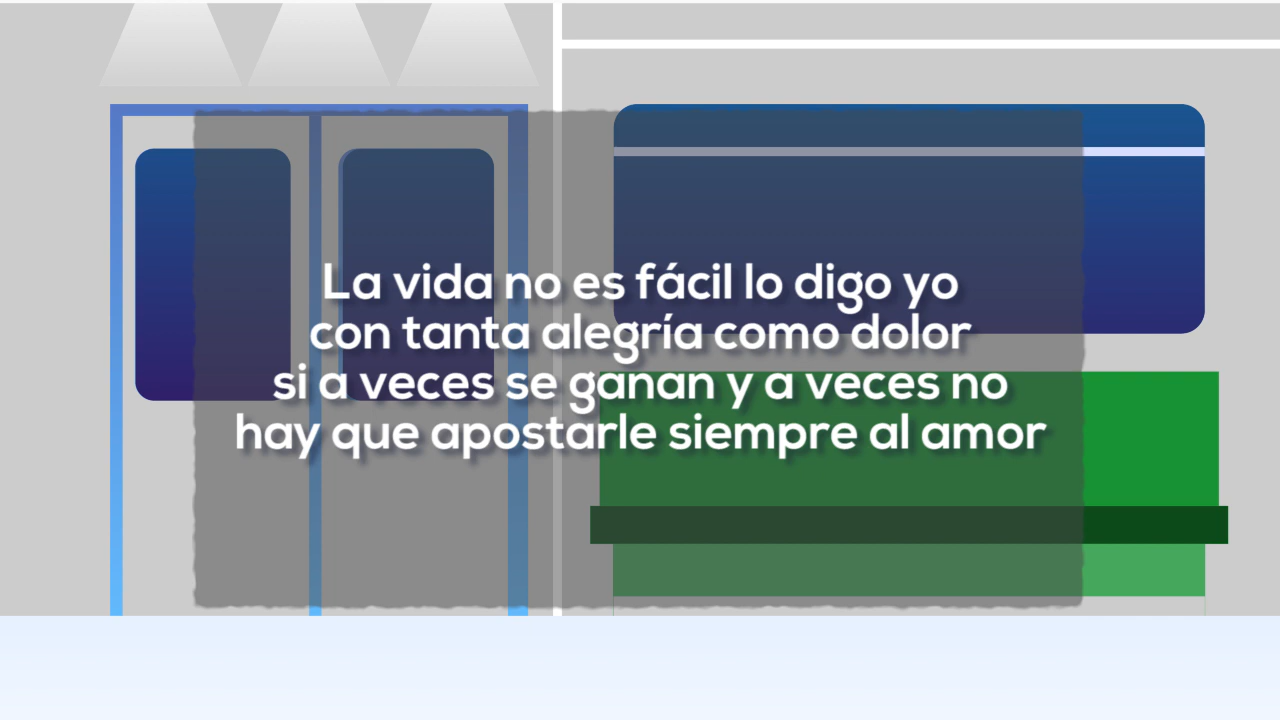 La vida no es fácil lo digo yo
con tanta alegría como dolor
si a veces se ganan y a veces no
hay que apostarle siempre al amor